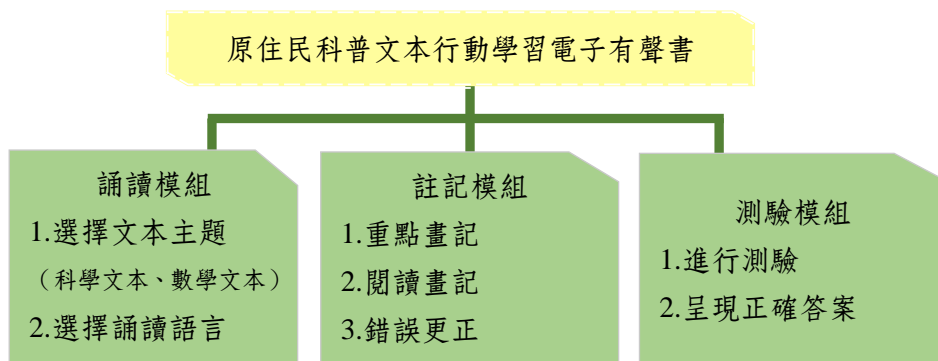 原住民科普文本行動學習電子有聲書
誦讀模組
1.選擇文本主題
（科學文本、數學文本）
2.選擇誦讀語言
註記模組
1.重點畫記
2.閱讀畫記
3.錯誤更正
測驗模組
1.進行測驗
2.呈現正確答案